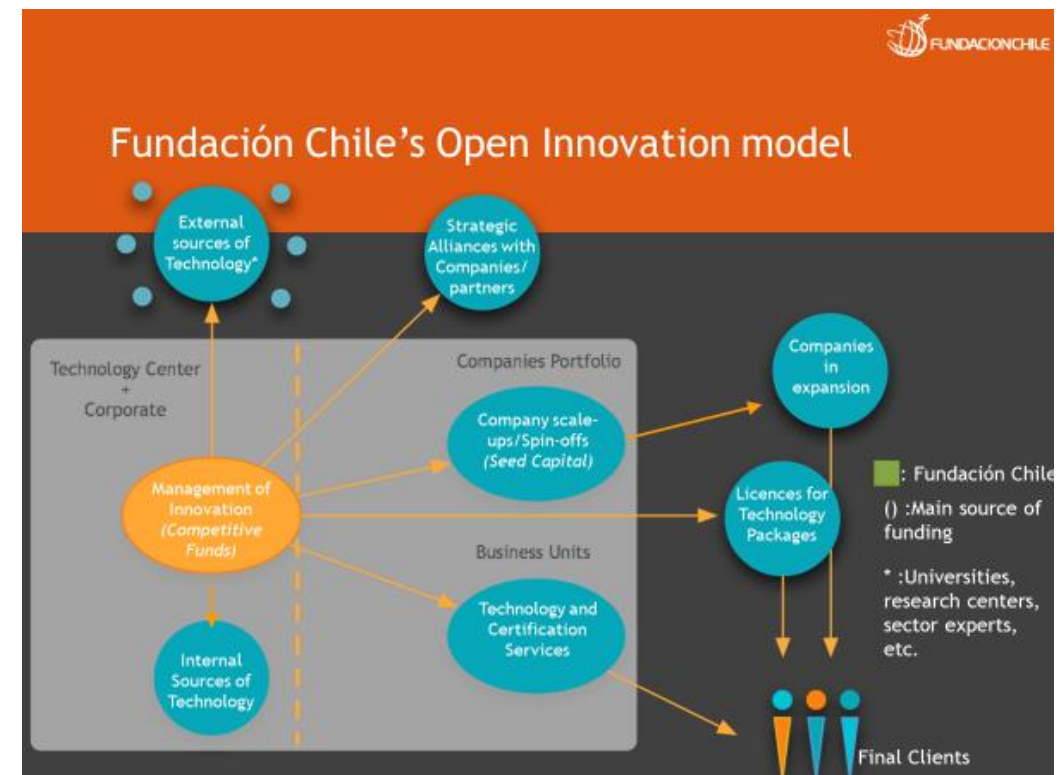 FUNDACIONCHILE
Fundación Chile's Open Innovation model
External
sources of
Technology*
Strategic
Alliances with
Companies/
partners
Technology Center
+
Corporate
Companies Portfolio
Companies
in
expansion
Company scale-
ups/Spin-offs
(Seed Capital)
Management of
Innovation
(Competitive
Funds)
Licences for
Technology
Packages
: Fundación Chile
() :Main source of
funding
* :Universities,
research centers,
sector experts,
etc.
Business Units
Technology and
Certification
Services
Internal
Sources of
Technology
Final Clients